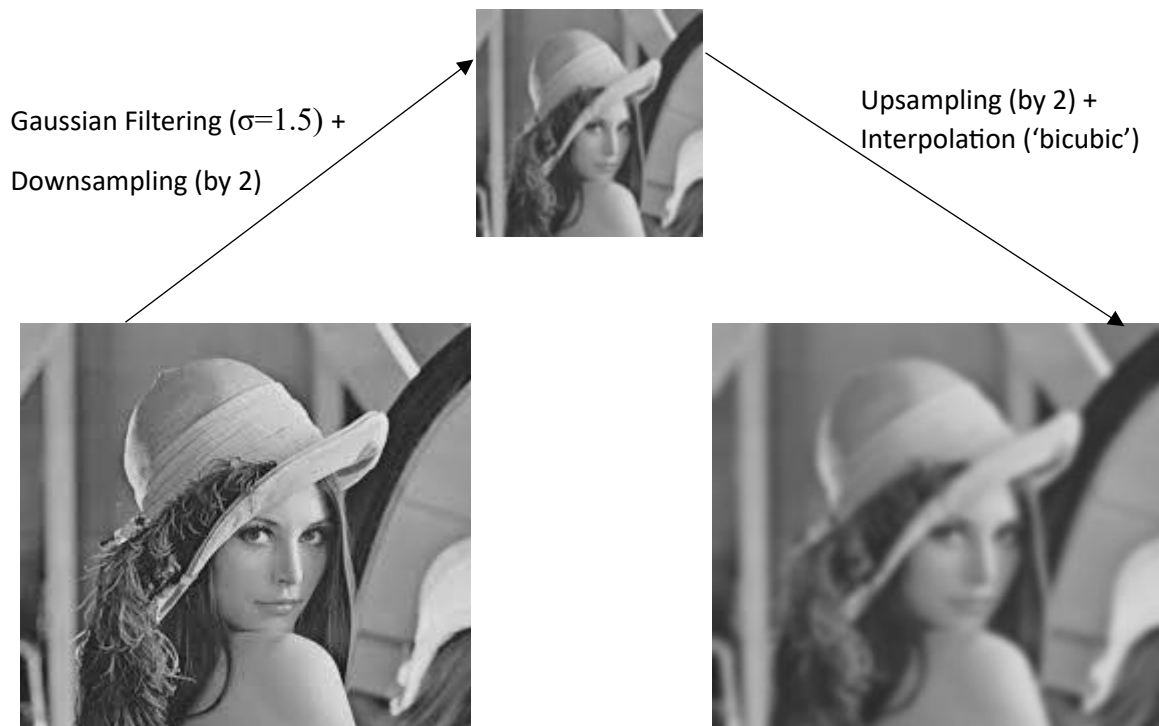 Gaussian Filtering (σ=1.5) +
Downsampling (by 2)
Upsampling (by 2) +
Interpolation (‘bicubic’)